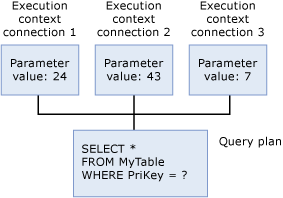 Execution context connection 1
Execution context connection 2
Execution context connection 3
Parameter value: 24
Parameter value: 43
Parameter value: 7
Query plan
SELECT *
FROM MyTable
WHERE PriKey = ?